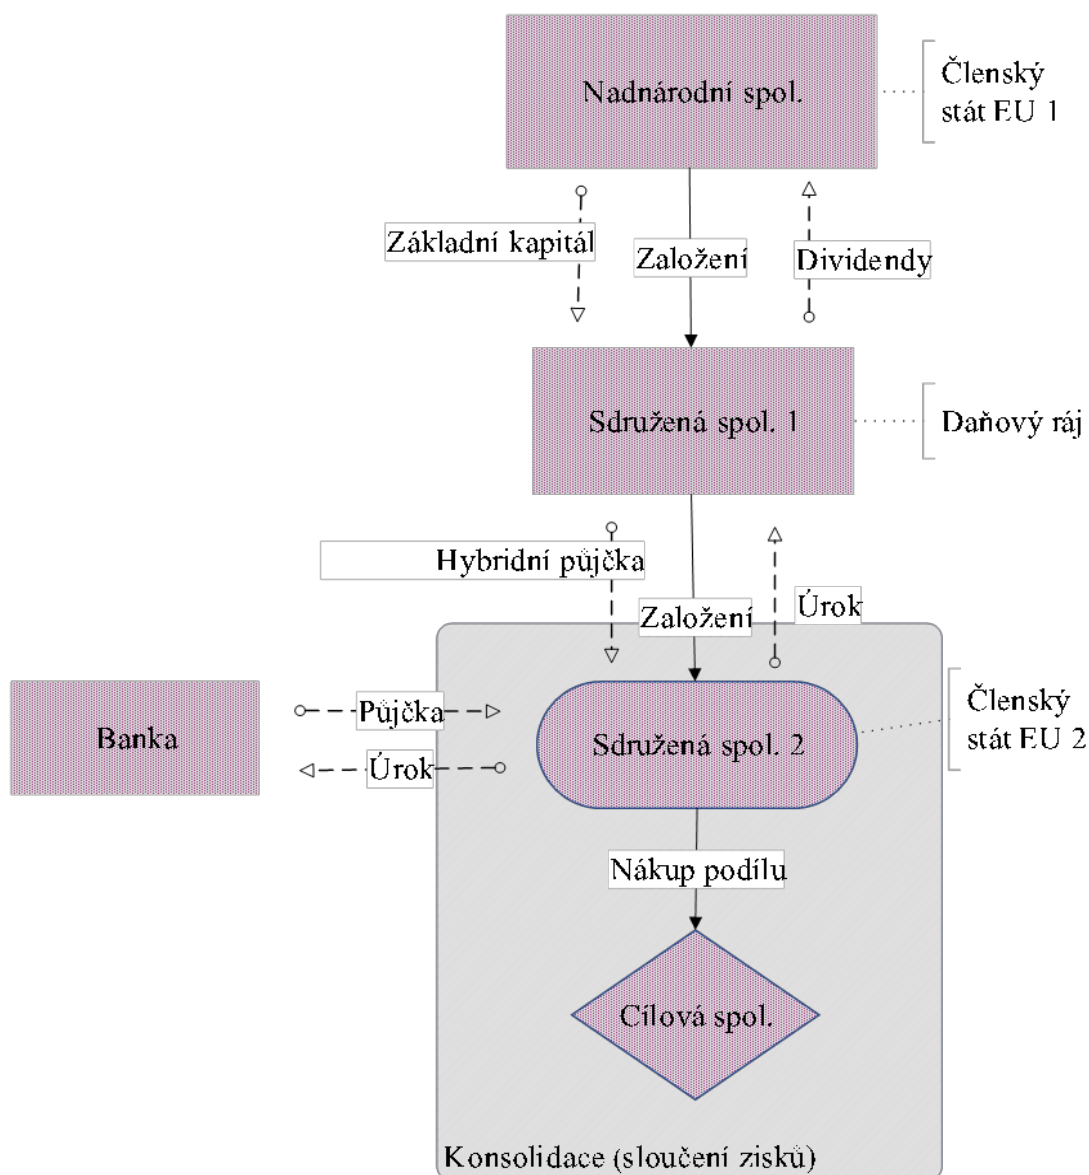 Nadnárodní spol.
Členský
stát EU 1
Základní kapitál
Založení
Dividendy
Sdružená spol. 1
Daňový ráj
Hybridní půjčka
Založení
Úrok
Banka
Půjčka
Úrok
Sdružená spol. 2
Členský
stát EU 2
Nákup podílu
Cílová spol.
Konsolidace (sloučení zisků)